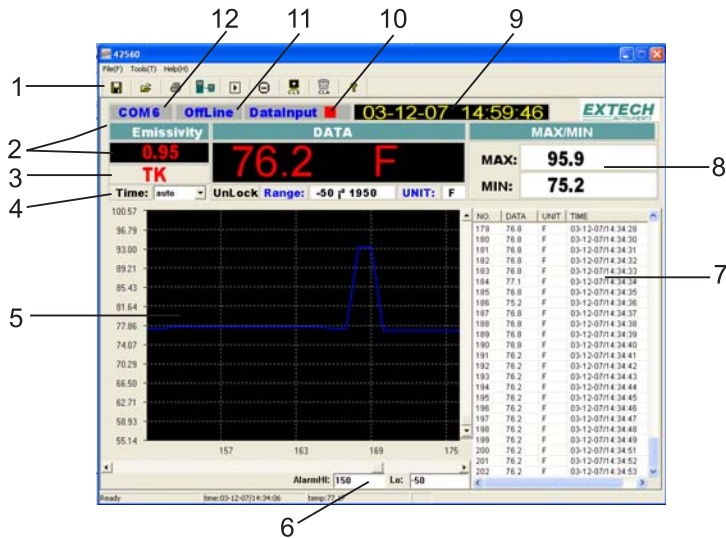 12 11 10 9
42560
File(F) Tools(T) Help(H)
1
COM6 OffLine DataInput 03-12-07 14:59:46 EXTECH
INSTRUMENTS
Emissivity DATA MAX/MIN
2 0.95 76.2 F MAX: 95.9 8
3 TK MIN: 75.2
4 Time: auto UnLock Range: -50 ¡ª 1950 UNIT: F
100.57 NO. DATA UNIT TIME
96.79 179 76.8 F 03-12-07/14:34:28
180 76.8 F 03-12-07/14:34:30
93.00 181 76.8 F 03-12-07/14:34:31
182 76.8 F 03-12-07/14:34:32
89.21 183 76.8 F 03-12-07/14:34:33
184 77.1 F 03-12-07/14:34:34 7
85.43 185 76.8 F 03-12-07/14:34:35
186 75.2 F 03-12-07/14:34:36
81.64 187 76.8 F 03-12-07/14:34:37
5 188 76.8 F 03-12-07/14:34:38
77.86 189 76.8 F 03-12-07/14:34:39
190 76.8 F 03-12-07/14:34:40
74.07 191 76.2 F 03-12-07/14:34:41
192 76.2 F 03-12-07/14:34:42
70.29 193 76.2 F 03-12-07/14:34:43
194 76.2 F 03-12-07/14:34:44
66.50 195 76.2 F 03-12-07/14:34:45
196 76.2 F 03-12-07/14:34:46
62.71 197 76.2 F 03-12-07/14:34:47
198 76.2 F 03-12-07/14:34:48
58.93 199 76.2 F 03-12-07/14:34:49
55.14 200 76.2 F 03-12-07/14:34:51
157 163 169 175 201 76.2 F 03-12-07/14:34:52
202 76.2 F 03-12-07/14:34:53
AlarmHI: 150 Lo: -50
Ready time:03-12-07/14:34:06
6